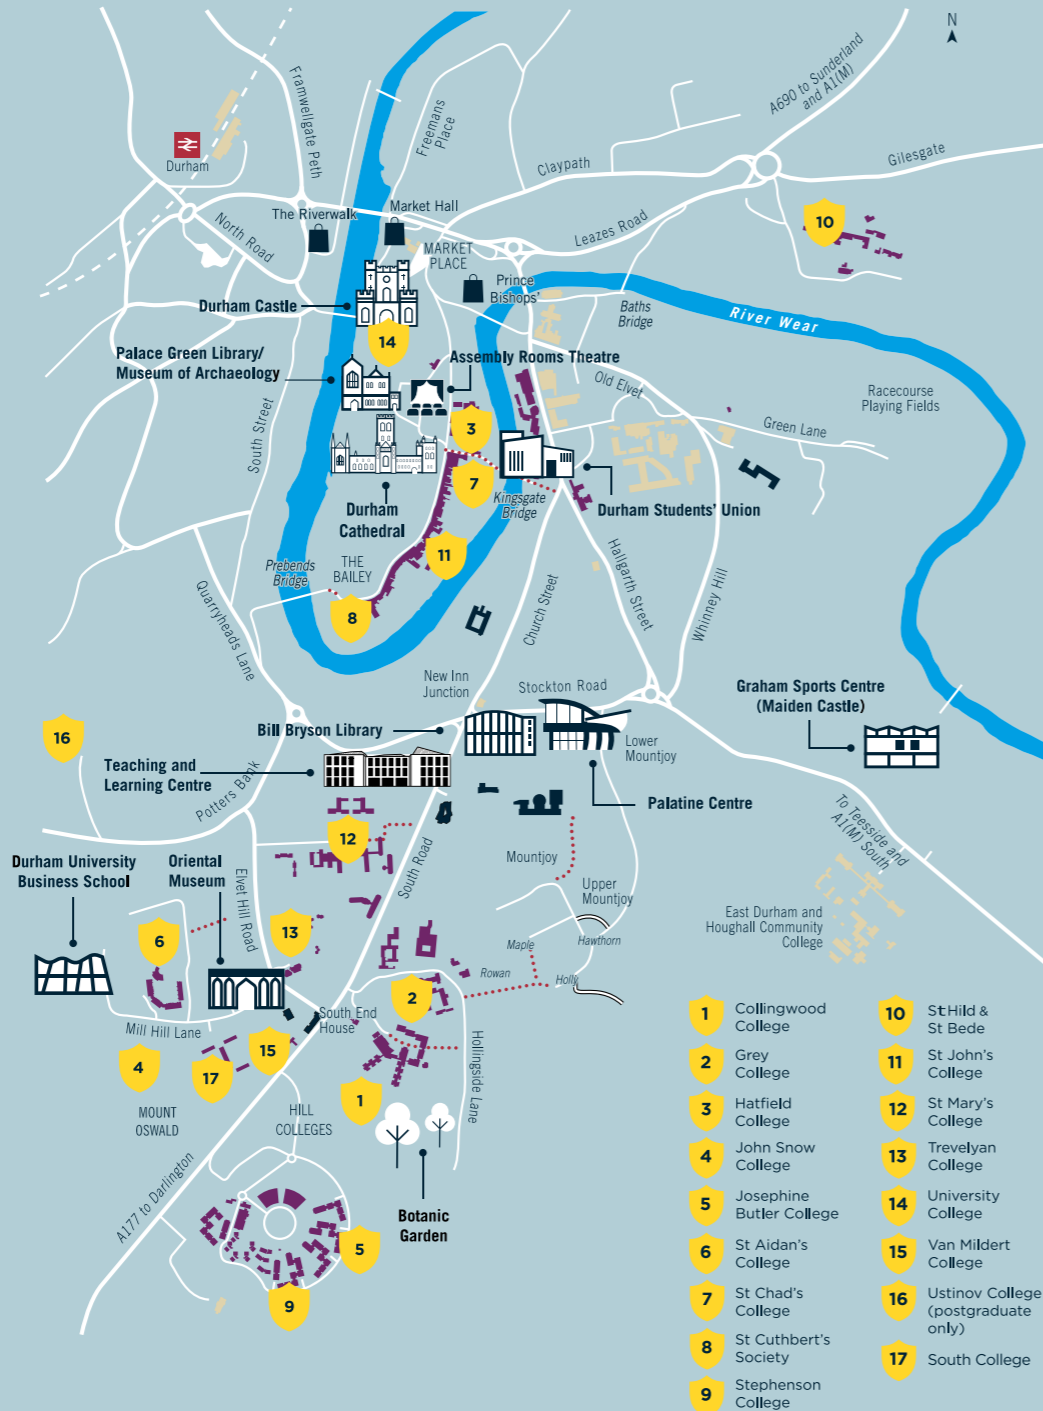 N
A690 to Sunderland
and A1(M)
Framwellgate Peth
Freemans
Place
Durham
Claypath
Gilesgate
10
The Riverwalk
Market Hall
North Road
Leazes Road
MARKET
PLACE
Prince
Bishops'
Durham Castle
Baths
Bridge
River Wear
14
Palace Green Library/
Museum of Archaeology
Assembly Rooms Theatre
Old Elvet
Racecourse
Playing Fields
South Street
3
Green Lane
7
Kingsgate
Bridge
Durham
Cathedral
Durham Students' Union
11
Prebends
Bridge
THE
BAILEY
Hallgarth Street
8
Quarryheads Lane
Church Street
Whinney Hill
New Inn
Junction
Stockton Road
Graham Sports Centre
(Maiden Castle)
16
Bill Bryson Library
Lower
Mountjoy
Teaching and
Learning Centre
Potters Bank
Palatine Centre
To Teesside and
A1(M) South
12
South Road
Mountjoy
Durham University
Business School
Oriental
Museum
Elvet Hill Road
Upper
Mountjoy
East Durham and
Houghall Community
College
6
13
Maple
Hawthorn
Rowan
Holly
2
Mill Hill Lane
South End
House
Hollingside Lane
15
4
17
1
MOUNT
OSWALD
HILL
COLLEGES
A177 to Darlington
Botanic
Garden
5
9
1
Collingwood
College
2
Grey
College
3
Hatfield
College
4
John Snow
College
5
Josephine
Butler College
6
St Aidan's
College
7
St Chad's
College
8
St Cuthbert's
Society
9
Stephenson
College
10
St Hild &
St Bede
11
St John's
College
12
St Mary's
College
13
Trevelyan
College
14
University
College
15
Van Mildert
College
16
Ustinov College
(postgraduate
only)
17
South College